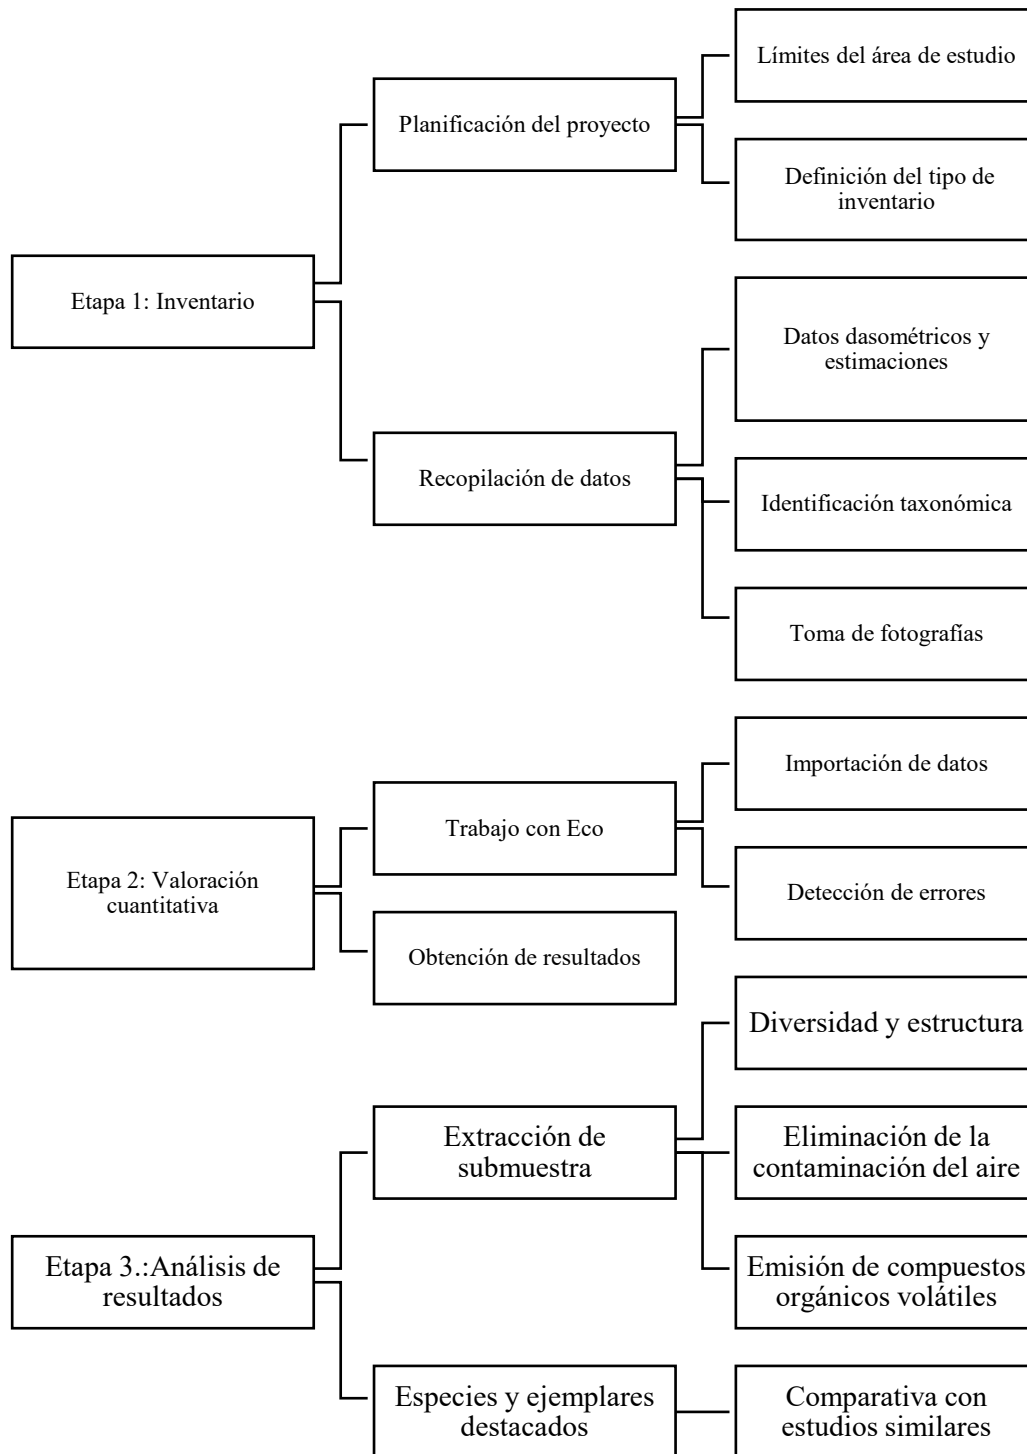 Límites del área de estudio
Planificación del proyecto
Definición del tipo de
inventario
Etapa 1: Inventario
Datos dasométricos y
estimaciones
Recopilación de datos
Identificación taxonómica
Toma de fotografías
Importación de datos
Trabajo con Eco
Etapa 2: Valoración
cuantitativa
Detección de errores
Obtención de resultados
Diversidad y estructura
Extracción de
submuestra
Eliminación de la
contaminación del aire
Etapa 3.:Análisis de
resultados
Emisión de compuestos
orgánicos volátiles
Especies y ejemplares
destacados
Comparativa con
estudios similares